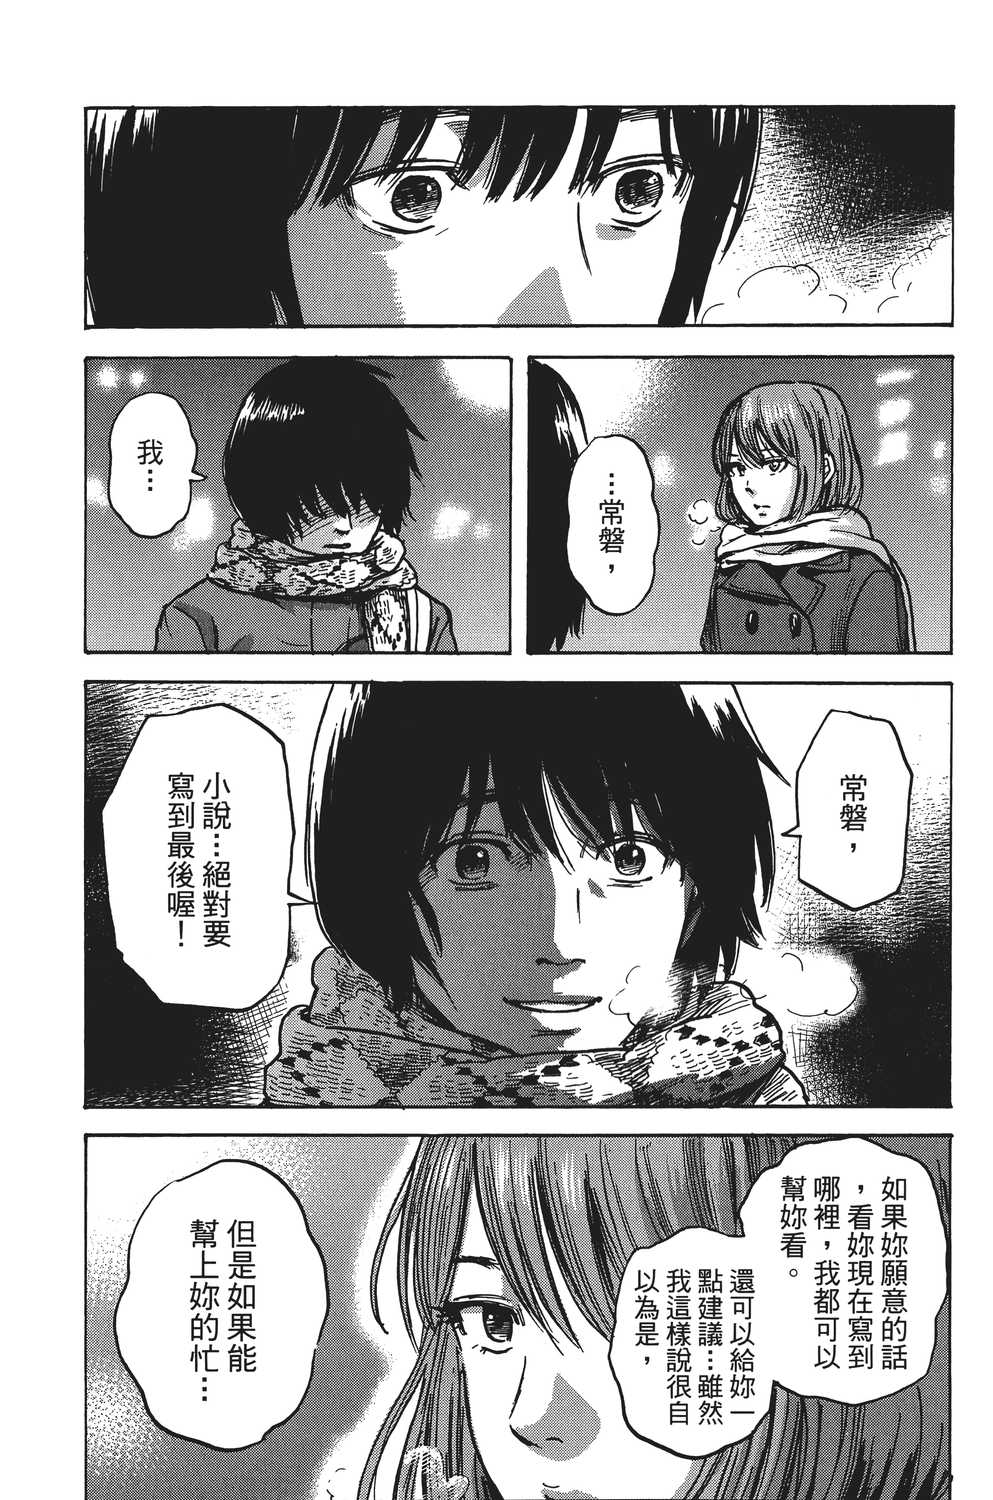 …常磐，
我…
常磐，
小說…絕對要
寫到最後喔！
如果妳願意的話
，看妳現在寫到
哪裡，我都可以
幫妳看。
還可以給妳一
點建議…雖然
我這樣說很自
以為是，
但是如果能
幫上妳的忙…